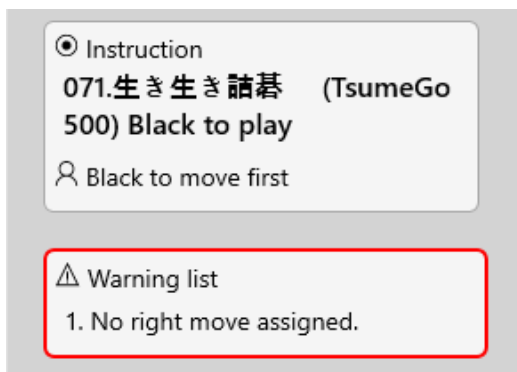 Instruction
071.生き生き詰碁 (TsumeGo
500) Black to play
Black to move first
Warning list
1. No right move assigned.